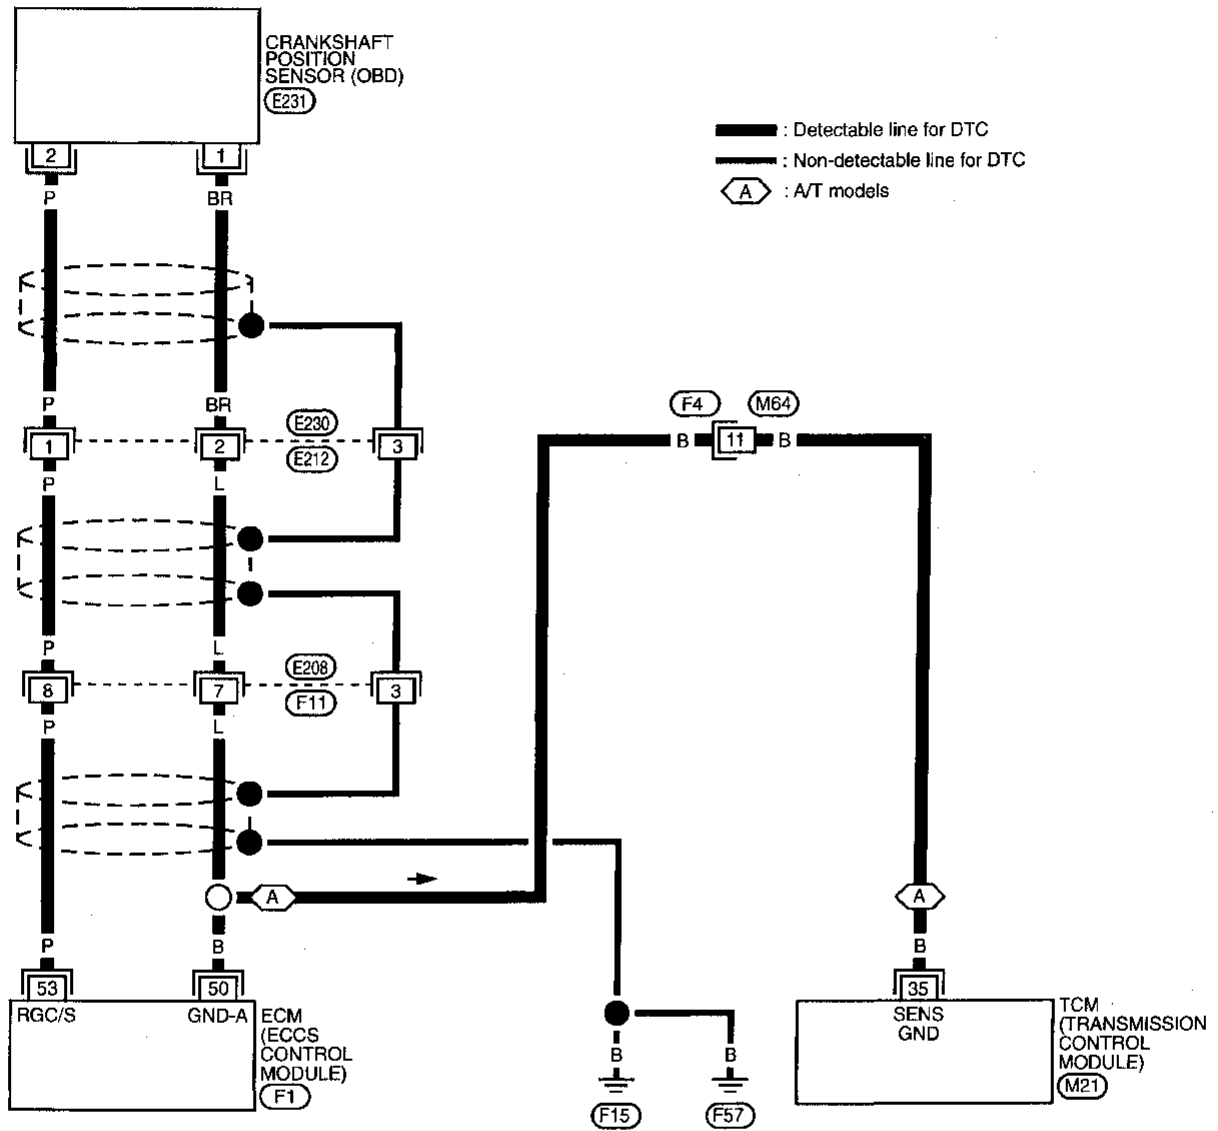 CRANKSHAFT
POSITION
SENSOR (OBD)
E231
: Detectable line for DTC
: Non-detectable line for DTC
A : A/T models
2 1
P BR
P BR
E230
1 2 3
E212
P L
F4 M64
B 11 B
P L
E208
8 7 3
F11
P L
A
A
P B
B
53 50
RGC/S GND-A
ECM
(ECCS
CONTROL
MODULE)
F1
B B
F15 F57
35
SENS
GND
TCM
(TRANSMISSION
CONTROL
MODULE)
M21